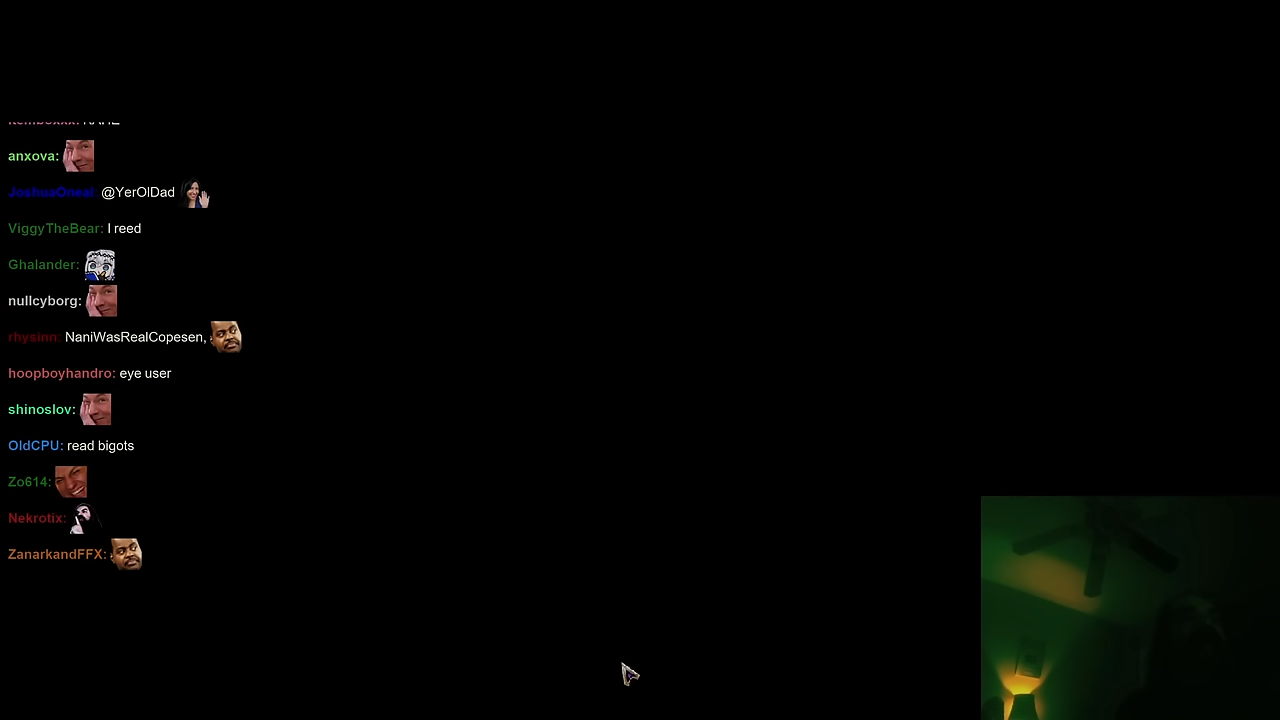 anxova:
JoshuaOneal: @YerOlDad
ViggyTheBear: I reed
Ghalander:
nullcyborg:
rhysinn: NaniWasRealCopesen,
hoopboyhandro: eye user
shinoslov:
OldCPU: read bigots
Zo614:
Nekrotix:
ZanarkandFFX: